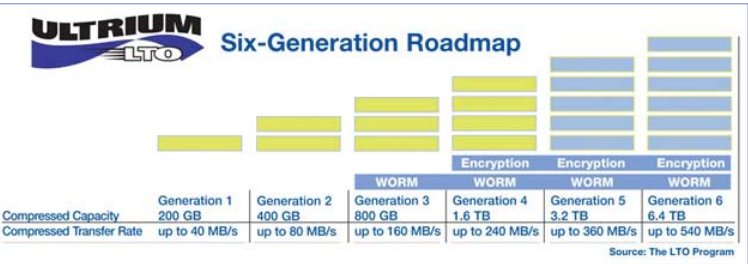 ULTRIUM
LTO
Six-Generation Roadmap
Encryption Encryption Encryption
WORM WORM WORM WORM
Generation 1 Generation 2 Generation 3 Generation 4 Generation 5 Generation 6
Compressed Capacity 200 GB 400 GB 800 GB 1.6 TB 3.2 TB 6.4 TB
Compressed Transfer Rate up to 40 MB/s up to 80 MB/s up to 160 MB/s up to 240 MB/s up to 360 MB/s up to 540 MB/s
Source: The LTO Program